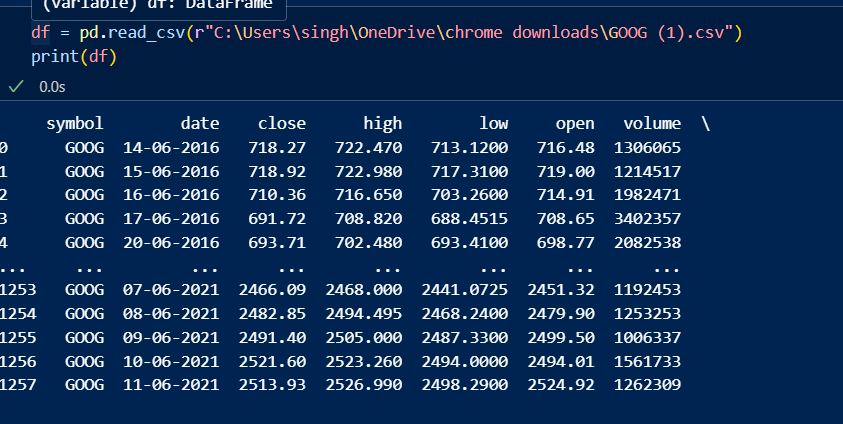 (variable) df: DataFrame
df = pd.read_csv(r"C:\Users\singh\OneDrive\chrome downloads\GOOG (1).csv")
print(df)
0.0s
symbol date close high low open volume \
0 GOOG 14-06-2016 718.27 722.470 713.1200 716.48 1306065
1 GOOG 15-06-2016 718.92 722.980 717.3100 719.00 1214517
2 GOOG 16-06-2016 710.36 716.650 703.2600 714.91 1982471
3 GOOG 17-06-2016 691.72 708.820 688.4515 708.65 3402357
4 GOOG 20-06-2016 693.71 702.480 693.4100 698.77 2082538
... ... ... ... ... ... ... ...
1253 GOOG 07-06-2021 2466.09 2468.000 2441.0725 2451.32 1192453
1254 GOOG 08-06-2021 2482.85 2494.495 2468.2400 2479.90 1253253
1255 GOOG 09-06-2021 2491.40 2505.000 2487.3300 2499.50 1006337
1256 GOOG 10-06-2021 2521.60 2523.260 2494.0000 2494.01 1561733
1257 GOOG 11-06-2021 2513.93 2526.990 2498.2900 2524.92 1262309